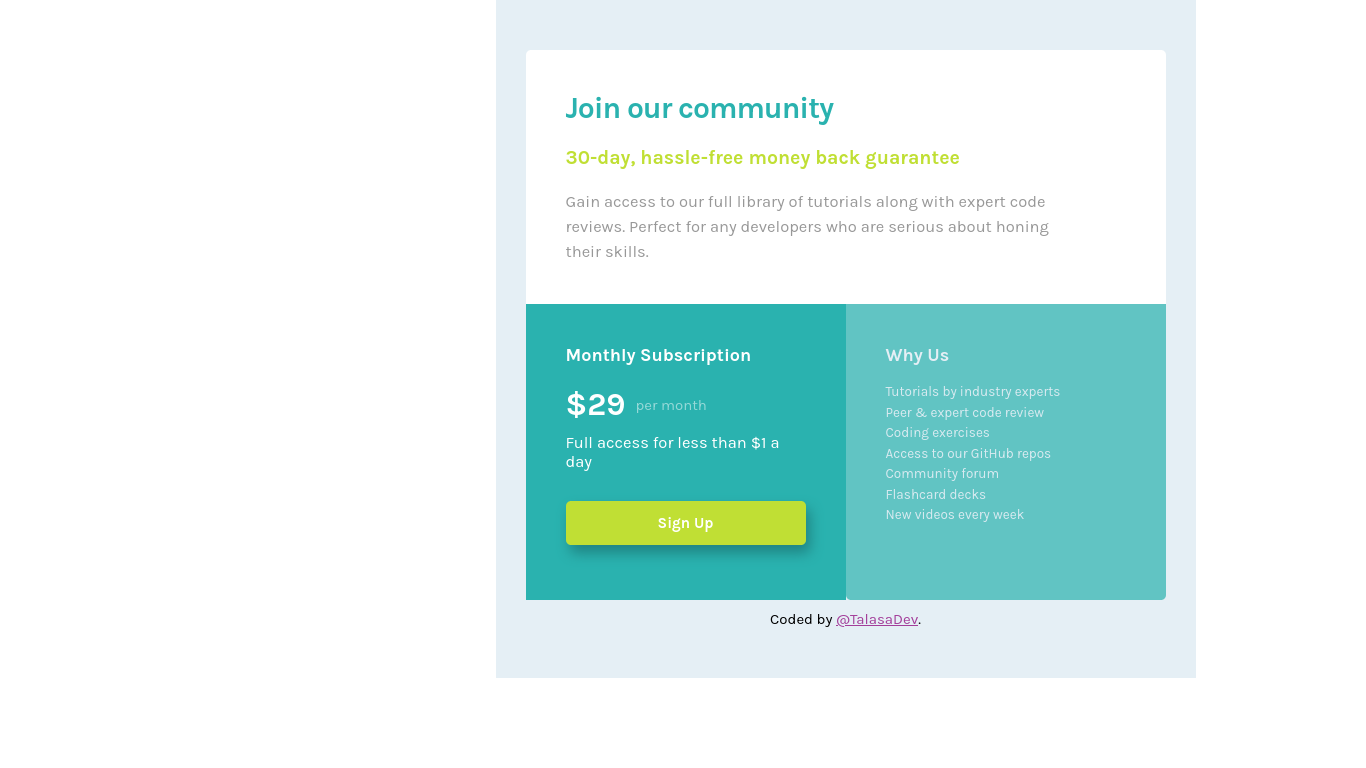 Join our community
30-day, hassle-free money back guarantee
Gain access to our full library of tutorials along with expert code
reviews. Perfect for any developers who are serious about honing
their skills.
Monthly Subscription
$29 per month
Full access for less than $1 a
day
Sign Up
Why Us
Tutorials by industry experts
Peer & expert code review
Coding exercises
Access to our GitHub repos
Community forum
Flashcard decks
New videos every week
Coded by @TalasaDev.